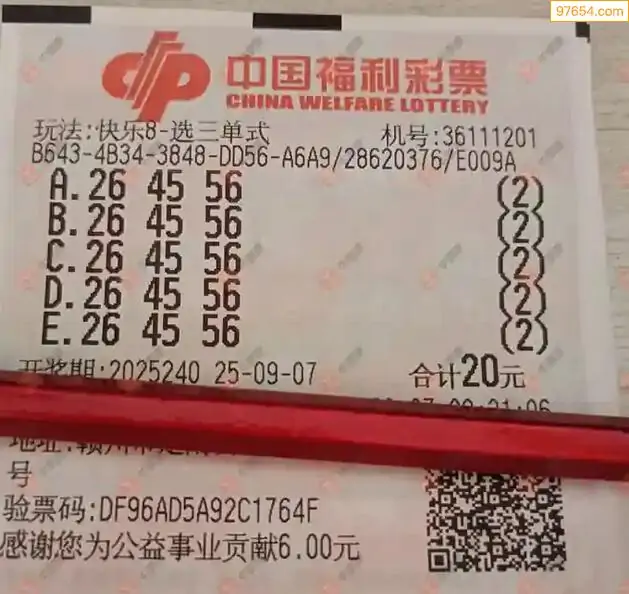 97654.com
中国福利彩票
CHINA WELFARE LOTTERY
玩法:快乐8-选三单式 机号:36111201
B643-4B34-3848-DD56-A6A9/28620376/E009A
A.26 45 56 (2)
B.26 45 56 (2)
C.26 45 56 (2)
D.26 45 56 (2)
E.26 45 56 (2)
开奖期:2025240 25-09-07 合计20元
地址:赣州市
号
验票码:DF96AD5A92C1764F
感谢您为公益事业贡献6.00元